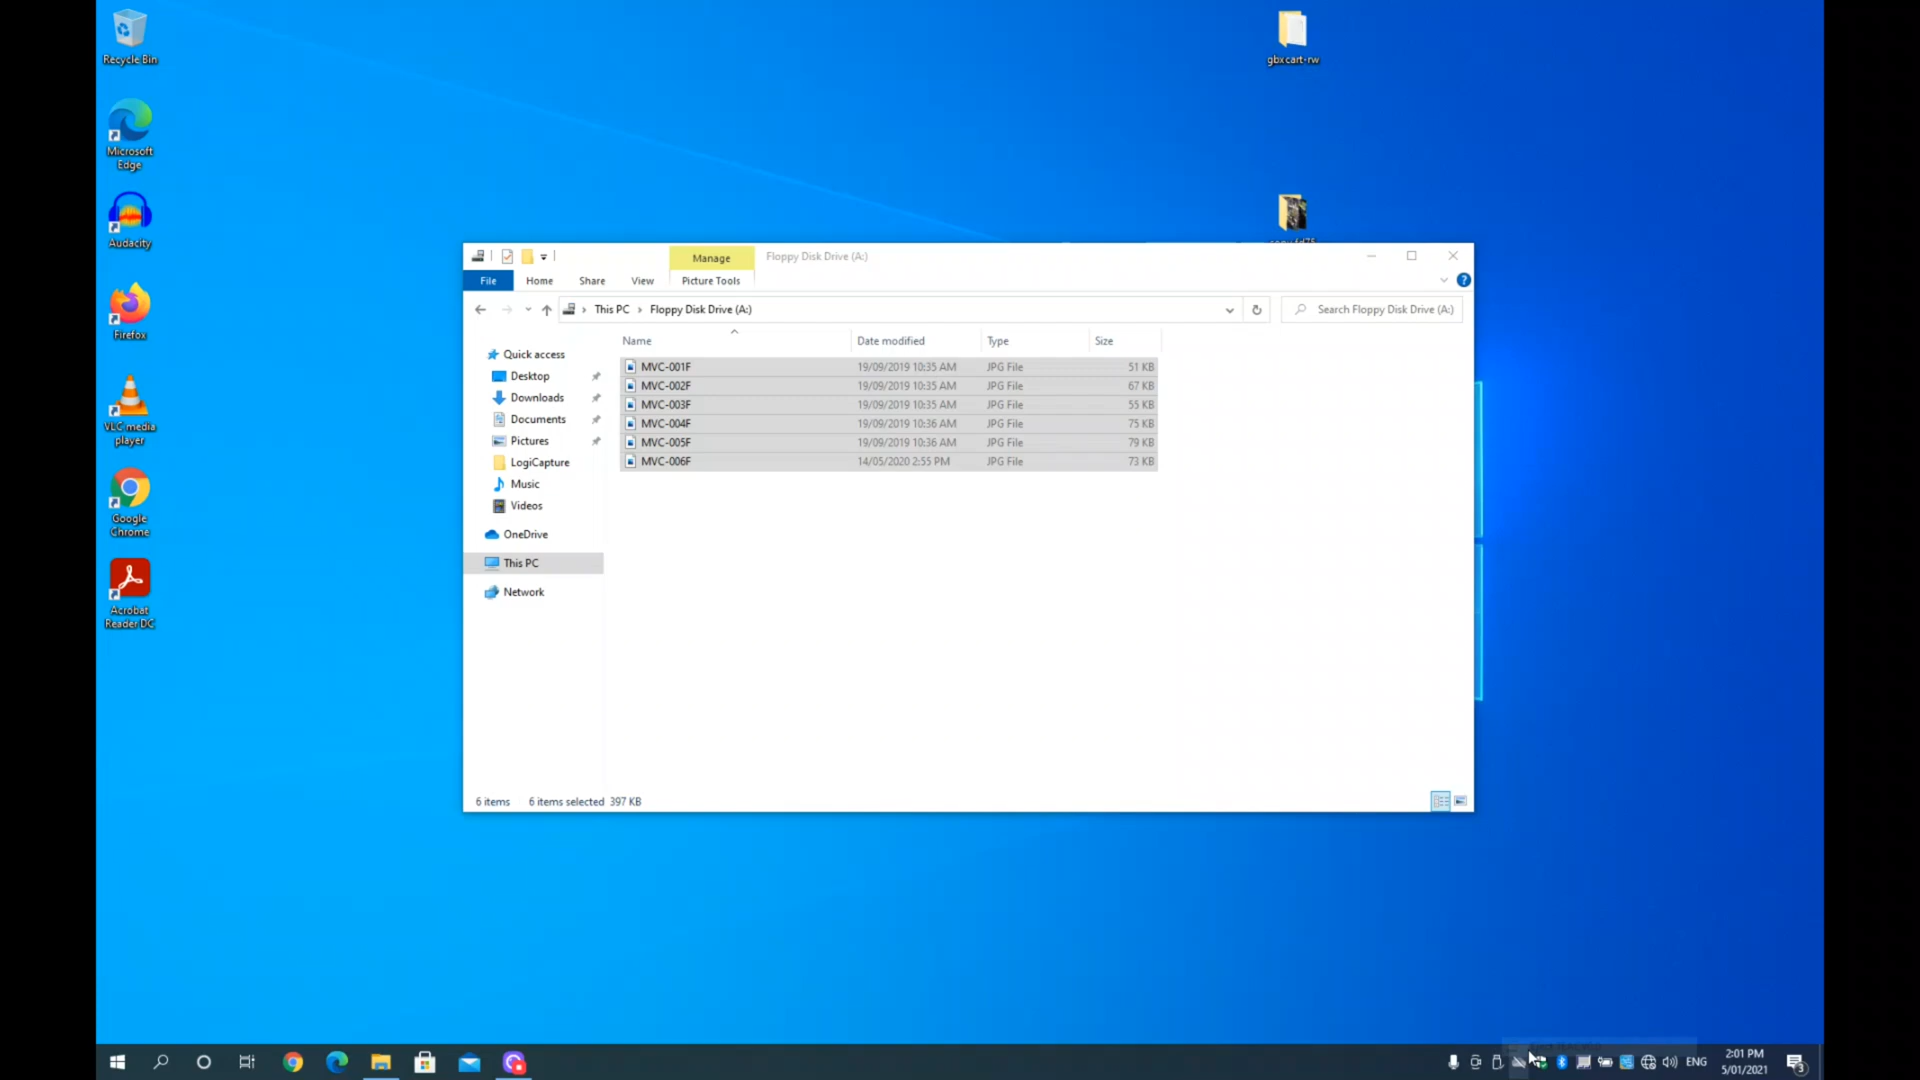 Recycle Bin
gbxcart-rw
Microsoft
Edge
Audacity
Firefox
VLC media
player
Google
Chrome
Acrobat
Reader DC
Manage
Floppy Disk Drive (A:)
File
Home
Share
View
Picture Tools
This PC
Floppy Disk Drive (A:)
Search Floppy Disk Drive (A:)
Name
Date modified
Type
Size
Quick access
Desktop
Downloads
Documents
Pictures
LogiCapture
Music
Videos
OneDrive
This PC
Network
MVC-001F 19/09/2019 10:35 AM JPG File 51 KB
MVC-002F 19/09/2019 10:35 AM JPG File 67 KB
MVC-003F 19/09/2019 10:35 AM JPG File 55 KB
MVC-004F 19/09/2019 10:36 AM JPG File 75 KB
MVC-005F 19/09/2019 10:36 AM JPG File 79 KB
MVC-006F 14/05/2020 2:55 PM JPG File 73 KB
6 items 6 items selected 397 KB
ENG
2:01 PM
5/01/2021
3